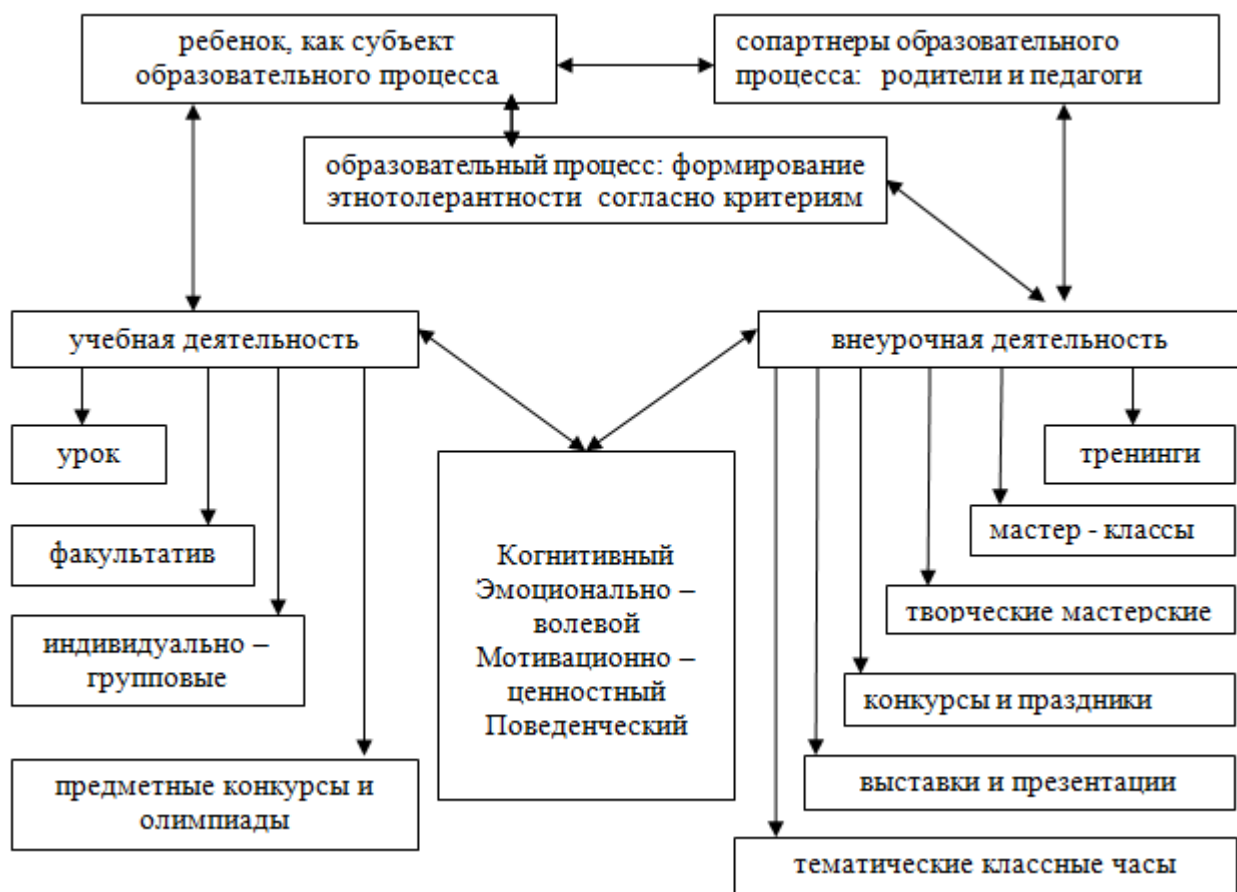 ребенок, как субъект
образовательного процесса
сопартнеры образовательного
процесса: родители и педагоги
образовательный процесс: формирование
этнотолерантности согласно критериям
учебная деятельность
внеурочная деятельность
урок
факультатив
индивидуально –
групповые
предметные конкурсы и
олимпиады
Когнитивный
Эмоционально –
волевой
Мотивационно –
ценностный
Поведенческий
тренинги
мастер - классы
творческие мастерские
конкурсы и праздники
выставки и презентации
тематические классные часы